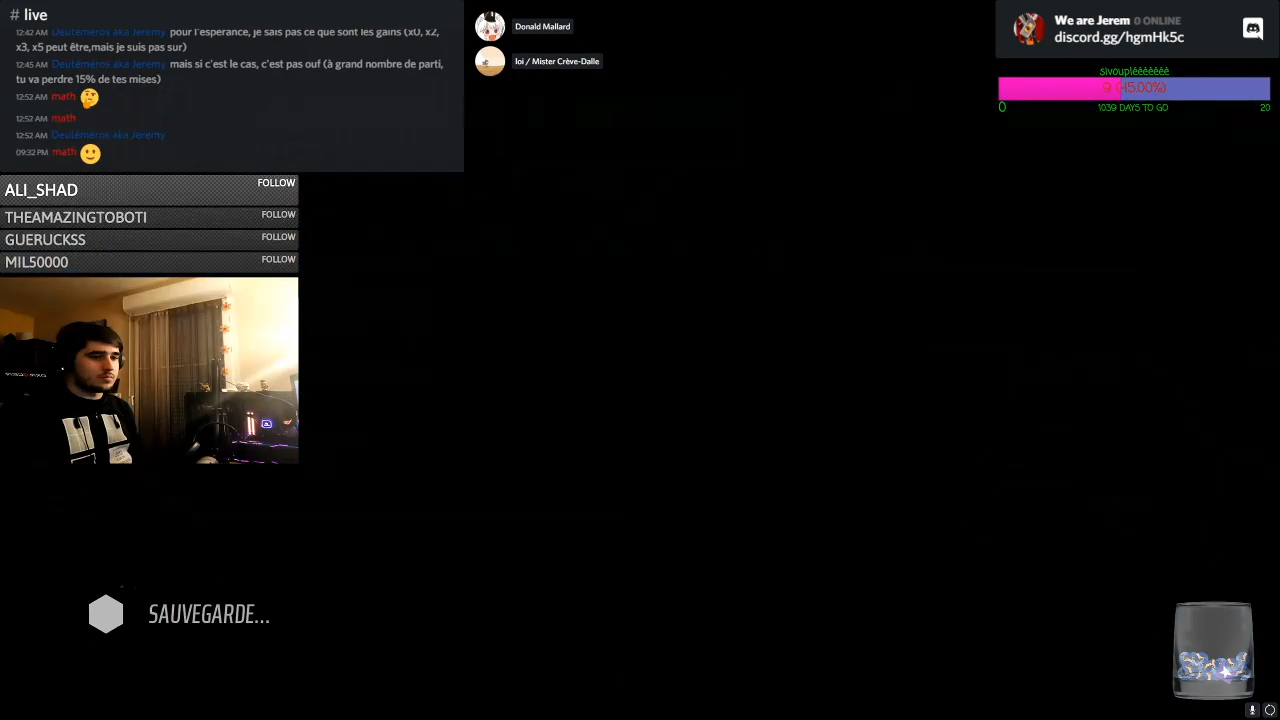 # live
12:42 AM Deutéméros aka Jeremy pour l'esperance, je sais pas ce que sont les gains (x0, x2,
x3, x5 peut être,mais je suis pas sur)
12:45 AM Deutéméros aka Jeremy mais si c'est le cas, c'est pas ouf (à grand nombre de parti,
tu va perdre 15% de tes mises)
12:52 AM math
12:52 AM math
12:52 AM Deutéméros aka Jeremy
09:32 PM math
Donald Mallard
loi / Mister Crève-Dalle
We are Jerem 0 ONLINE
discord.gg/hgmHk5c
sivouplééééééé
9 (45.00%)
0 1039 DAYS TO GO 20
ALI_SHAD FOLLOW
THEAMAZINGTOBOTI FOLLOW
GUERUCKSS FOLLOW
MIL50000 FOLLOW
SAUVEGARDE...